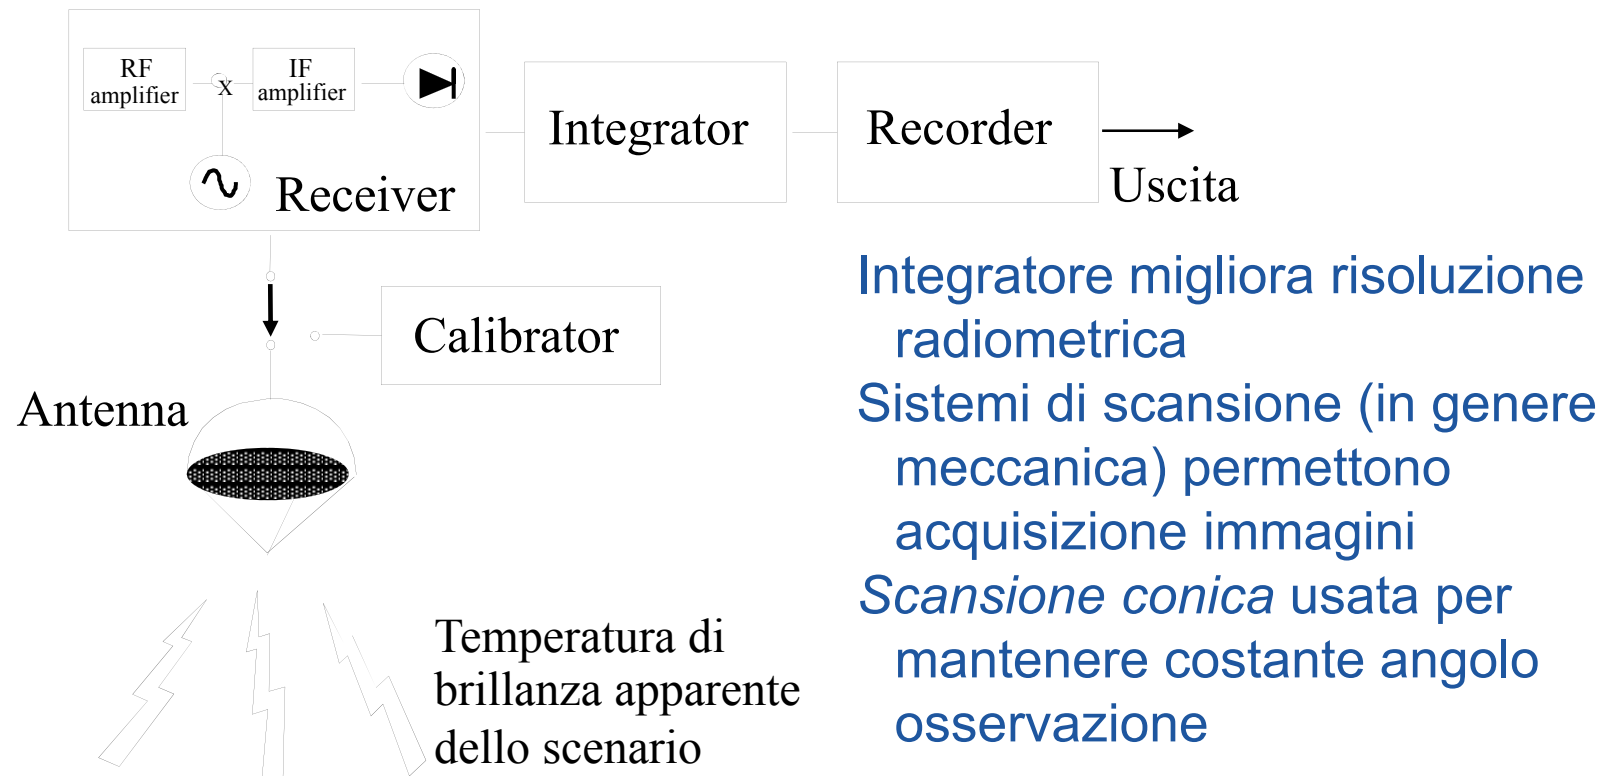 RF
amplifier
X
IF
amplifier
Receiver
Integrator
Recorder
Uscita
Calibrator
Antenna
Temperatura di
brillanza apparente
dello scenario
Integratore migliora risoluzione
radiometrica
Sistemi di scansione (in genere
meccanica) permettono
acquisizione immagini
Scansione conica usata per
mantenere costante angolo
osservazione